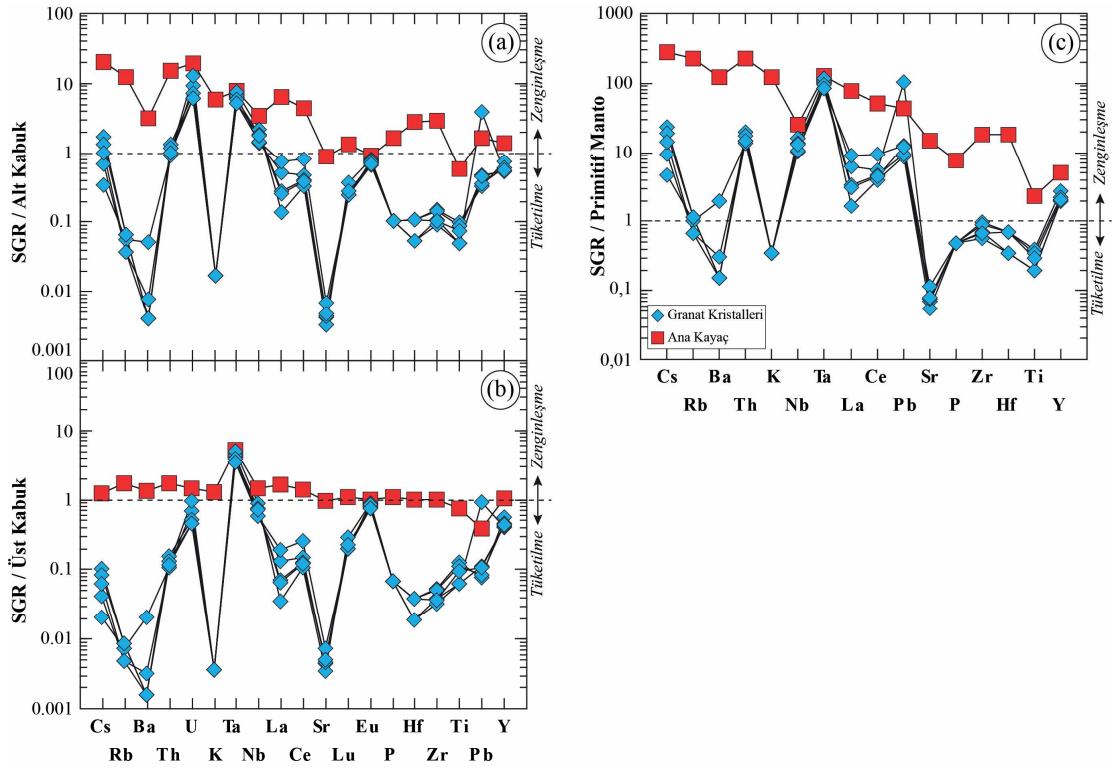 (a)
SGR / Alt Kabuk
100
10
1
0.1
0.01
0.001
Zenginleşme
Tüketilme
(b)
SGR / Üst Kabuk
100
10
1
0.1
0.01
0.001
Zenginleşme
Tüketilme
Cs Ba U Ta La Sr Eu Hf Ti Y
Rb Th K Nb Ce Lu P Zr Pb
(c)
SGR / Primitif Manto
1000
100
10
1
0,1
0,01
Zenginleşme
Tüketilme
Granat Kristalleri
Ana Kayaç
Cs Ba K Ta Ce Sr Zr Ti
Rb Th Nb La Pb P Hf Y